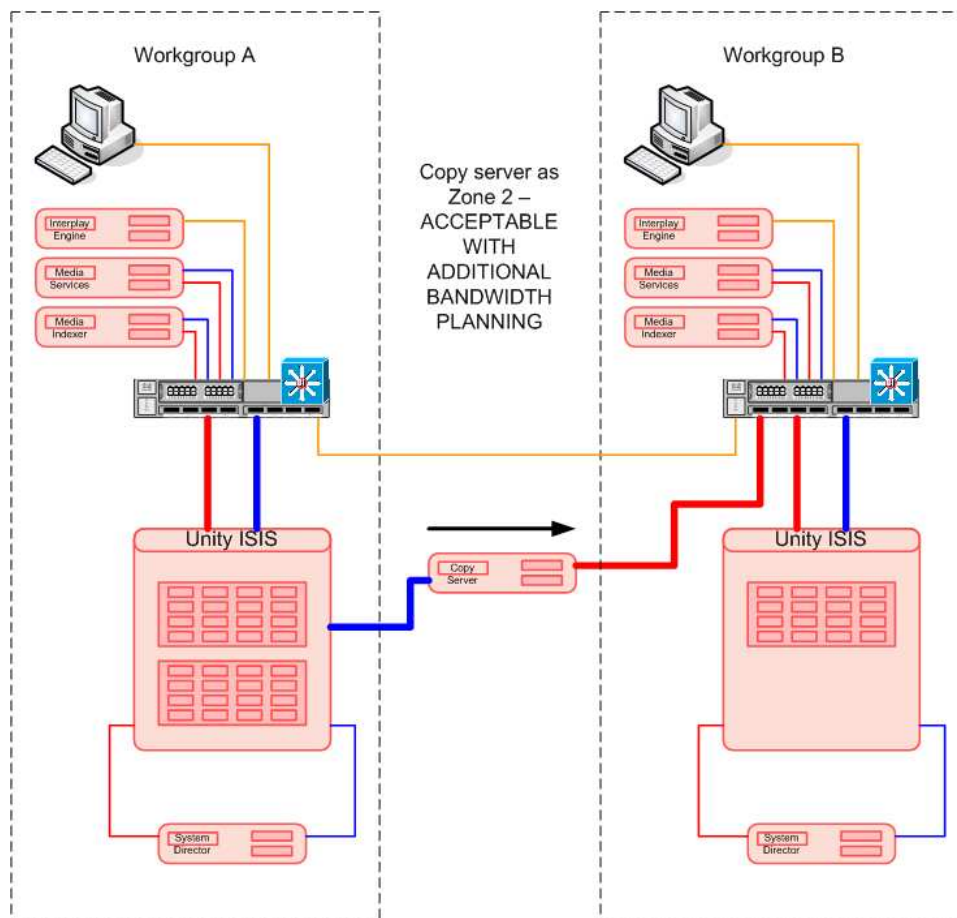 Workgroup A
Workgroup B
Copy server as
Zone 2 –
ACCEPTABLE
WITH
ADDITIONAL
BANDWIDTH
PLANNING
Interplay
Engine
Media
Services
Media
Indexer
Interplay
Engine
Media
Services
Media
Indexer
Unity ISIS
Unity ISIS
Copy
Server
System
Director
System
Director